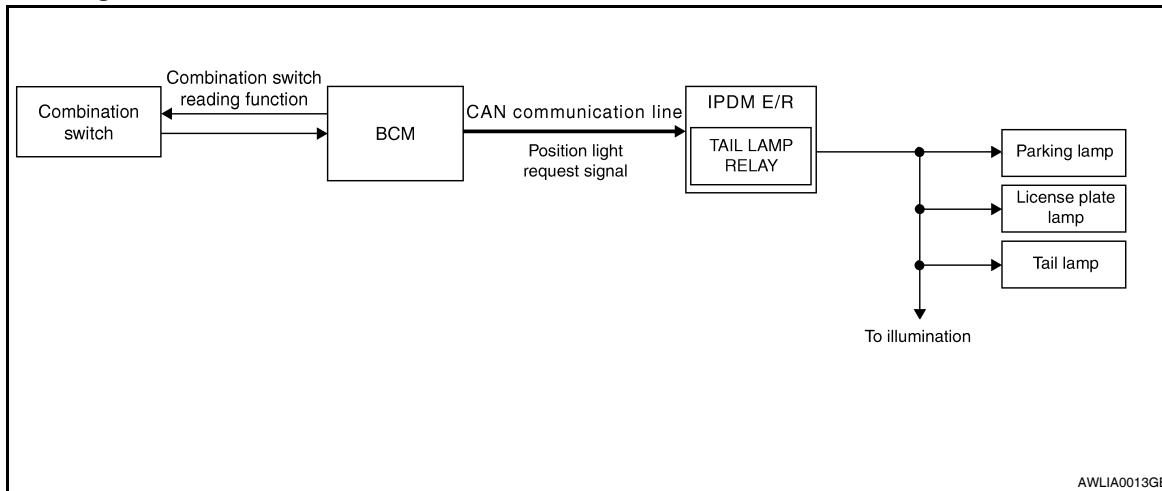 Combination switch
reading function
Combination
switch
BCM
CAN communication line
Position light
request signal
IPDM E/R
TAIL LAMP
RELAY
Parking lamp
License plate
lamp
Tail lamp
To illumination